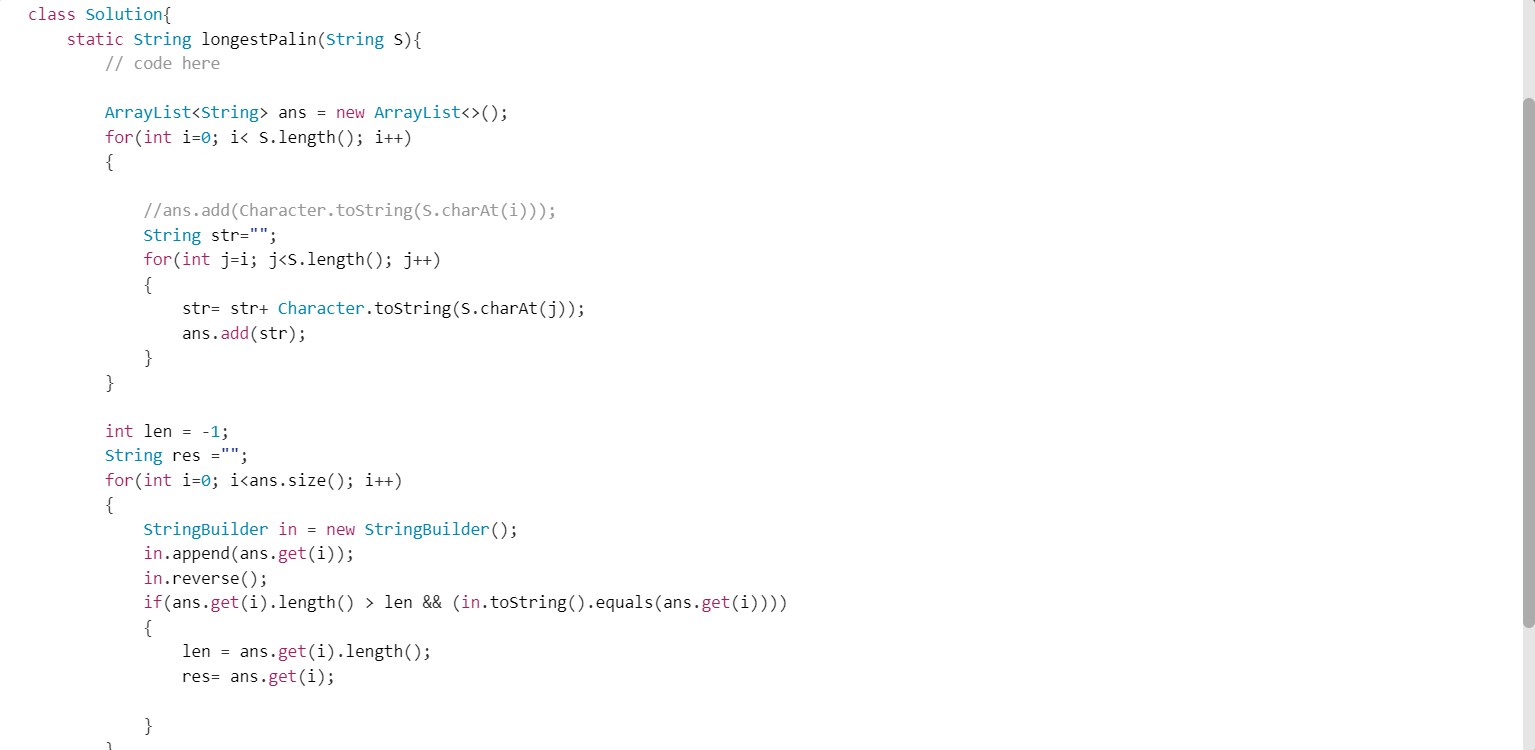 class Solution{
static String longestPalin(String S){
// code here
ArrayList<String> ans = new ArrayList<>();
for(int i=0; i< S.length(); i++)
{
//ans.add(Character.toString(S.charAt(i)));
String str="";
for(int j=i; j<S.length(); j++)
{
str= str+ Character.toString(S.charAt(j));
ans.add(str);
}
}
int len = -1;
String res ="";
for(int i=0; i<ans.size(); i++)
{
StringBuilder in = new StringBuilder();
in.append(ans.get(i));
in.reverse();
if(ans.get(i).length() > len && (in.toString().equals(ans.get(i))))
{
len = ans.get(i).length();
res= ans.get(i);
}
}